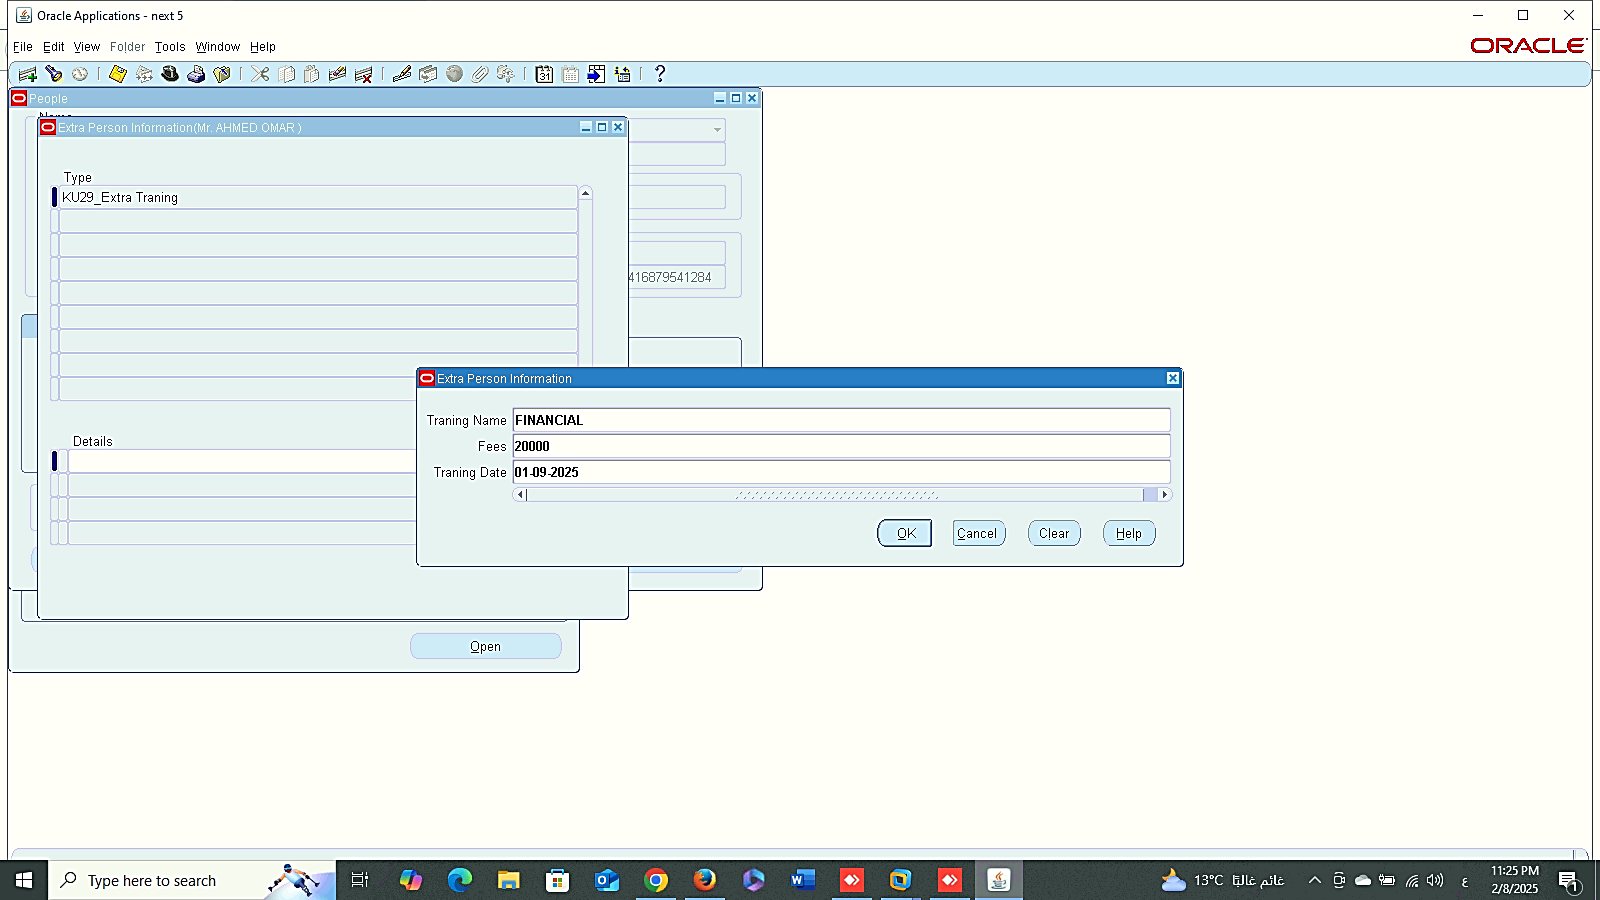 Oracle Applications - next 5
File Edit View Folder Tools Window Help
ORACLE
People
Extra Person Information(Mr. AHMED OMAR )
Type
KU29_Extra Traning
416879541284
Extra Person Information
Traning Name FINANCIAL
Fees 20000
Traning Date 01-09-2025
OK Cancel Clear Help
Details
Open
Type here to search
13°C غائم غالبًا
ع
11:25 PM
2/8/2025
1